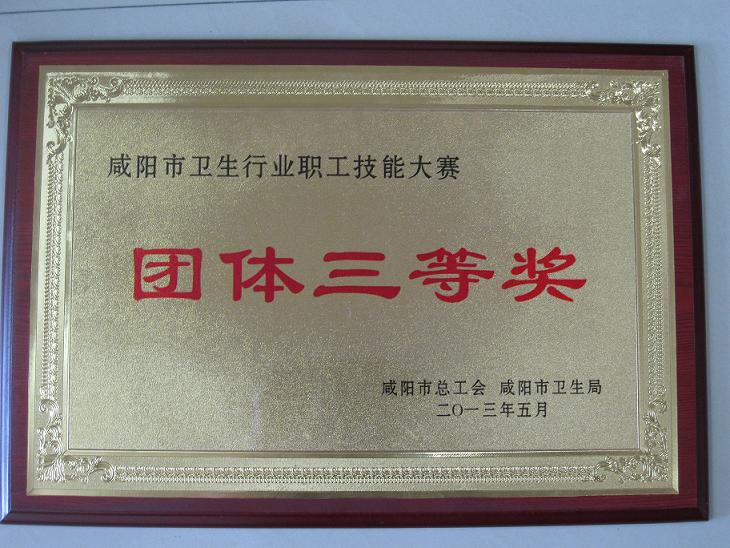 咸阳市卫生行业职工技能大赛
团体三等奖
咸阳市总工会 咸阳市卫生局
二〇一三年五月